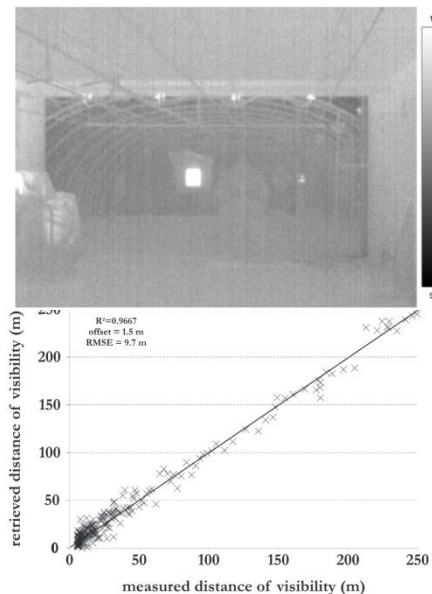 R²=0.9667
offset = 1.5 m
RMSE = 9.7 m
retrieved distance of visibility (m)
200
150
100
50
0
0 50 100 150 200 250
measured distance of visibility (m)